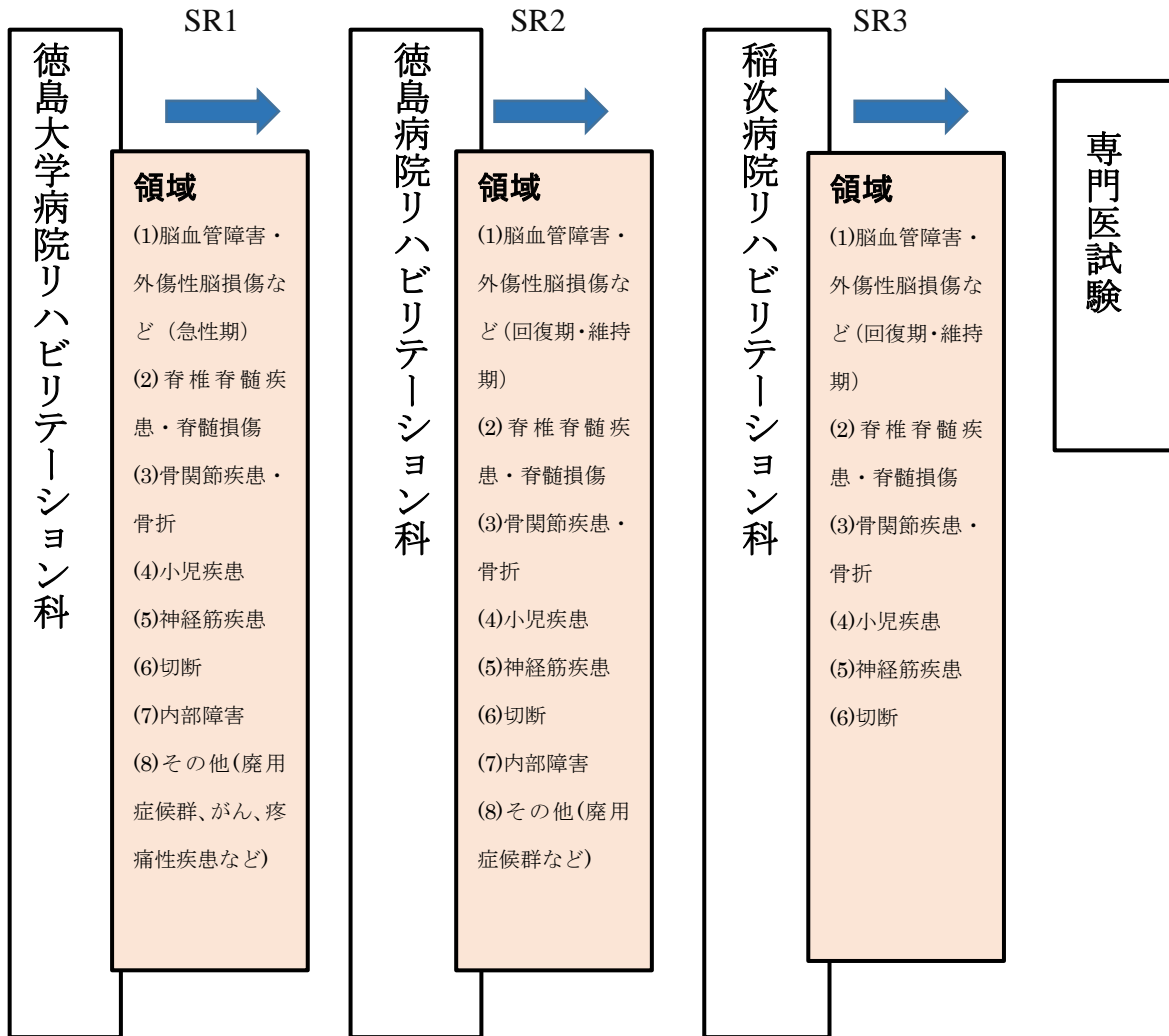 SR1
徳島大学病院リハビリテーション科
領域
(1)脳血管障害・
外傷性脳損傷な
ど（急性期）
(2)脊椎脊髄疾
患・脊髄損傷
(3)骨関節疾患・
骨折
(4)小児疾患
(5)神経筋疾患
(6)切断
(7)内部障害
(8)その他(廃用
症候群、がん、疼
痛性疾患など)
SR2
徳島病院リハビリテーション科
領域
(1)脳血管障害・
外傷性脳損傷な
ど(回復期・維持
期)
(2)脊椎脊髄疾
患・脊髄損傷
(3)骨関節疾患・
骨折
(4)小児疾患
(5)神経筋疾患
(6)切断
(7)内部障害
(8)その他(廃用
症候群など)
SR3
稲次病院リハビリテーション科
領域
(1)脳血管障害・
外傷性脳損傷な
ど(回復期・維持
期)
(2)脊椎脊髄疾
患・脊髄損傷
(3)骨関節疾患・
骨折
(4)小児疾患
(5)神経筋疾患
(6)切断
専門医試験